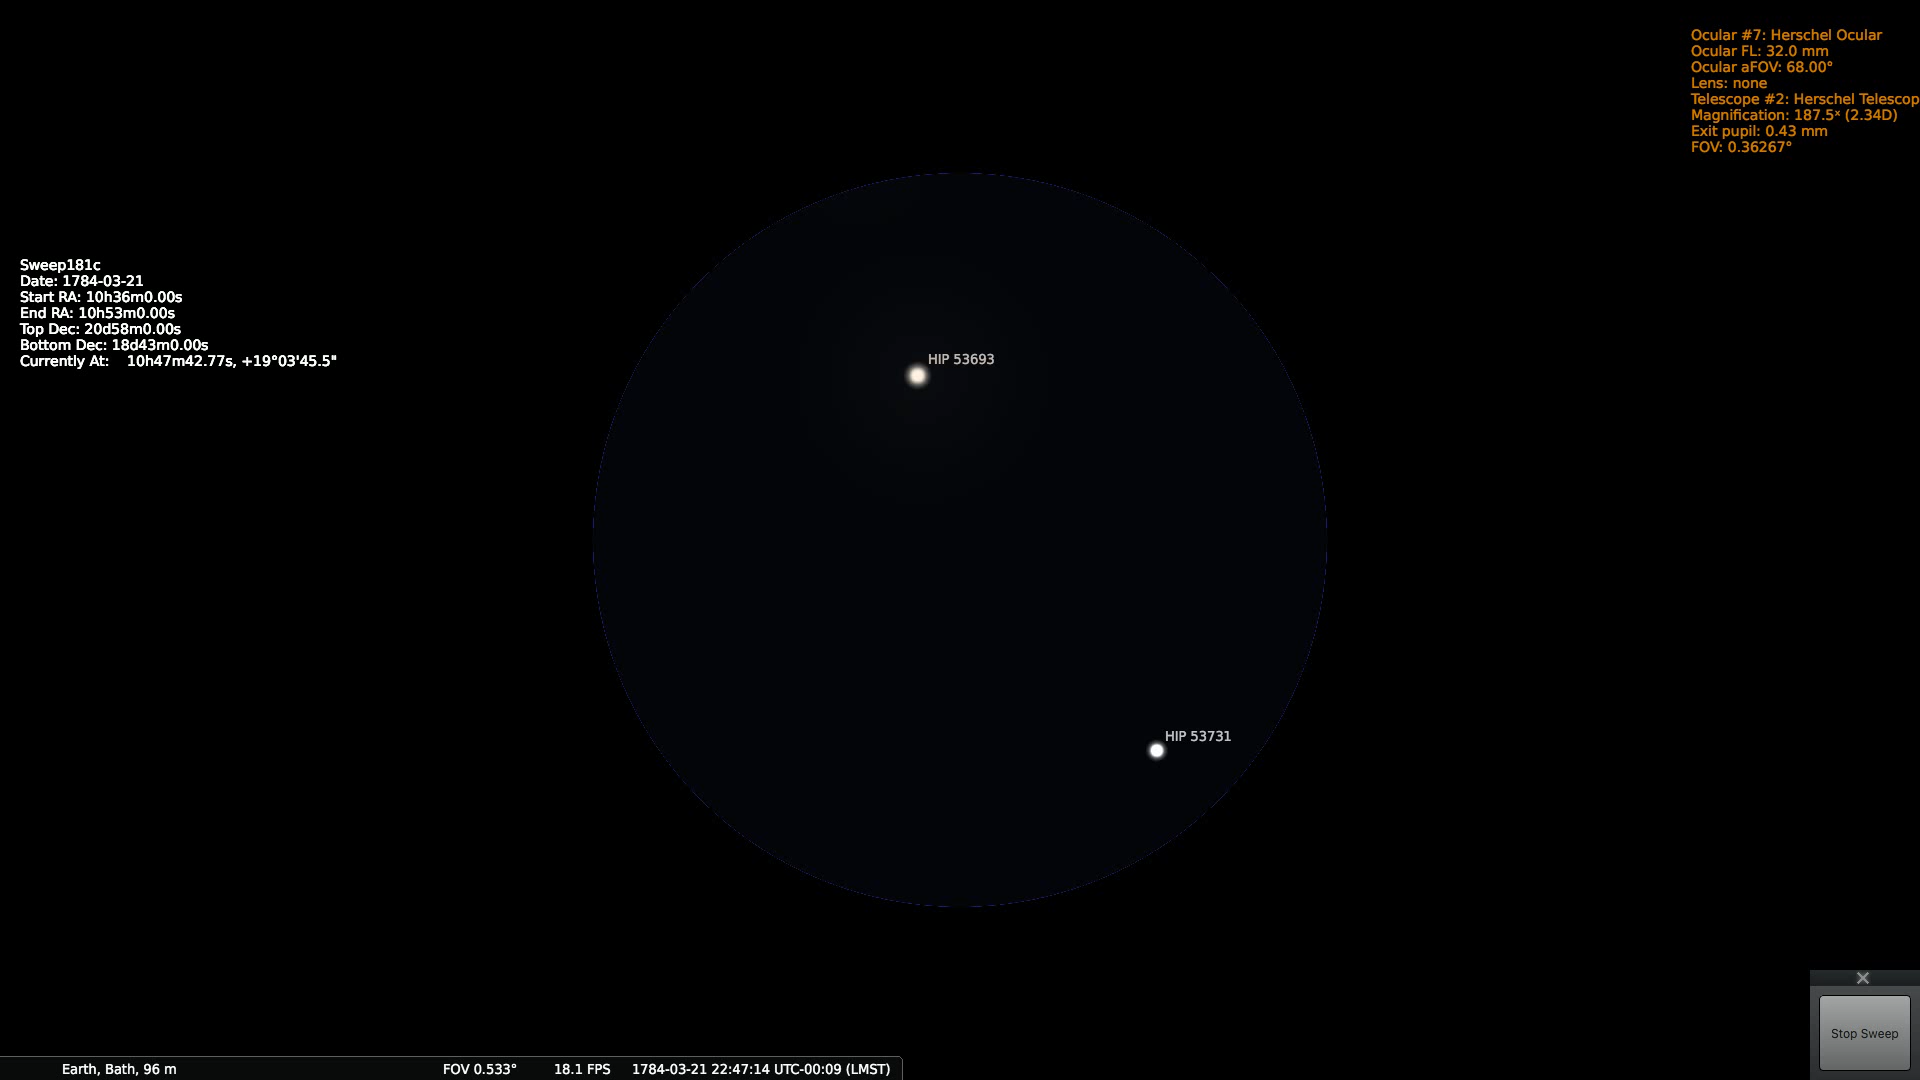 Ocular #7: Herschel Ocular
Ocular FL: 32.0 mm
Ocular aFOV: 68.00°
Lens: none
Telescope #2: Herschel Telescop
Magnification: 187.5ˣ (2.34D)
Exit pupil: 0.43 mm
FOV: 0.36267°
Sweep181c
Date: 1784-03-21
Start RA: 10h36m0.00s
End RA: 10h53m0.00s
Top Dec: 20d58m0.00s
Bottom Dec: 18d43m0.00s
Currently At: 10h47m42.77s, +19°03'45.5"
HIP 53693
HIP 53731
Stop Sweep
Earth, Bath, 96 m FOV 0.533° 18.1 FPS 1784-03-21 22:47:14 UTC-00:09 (LMST)